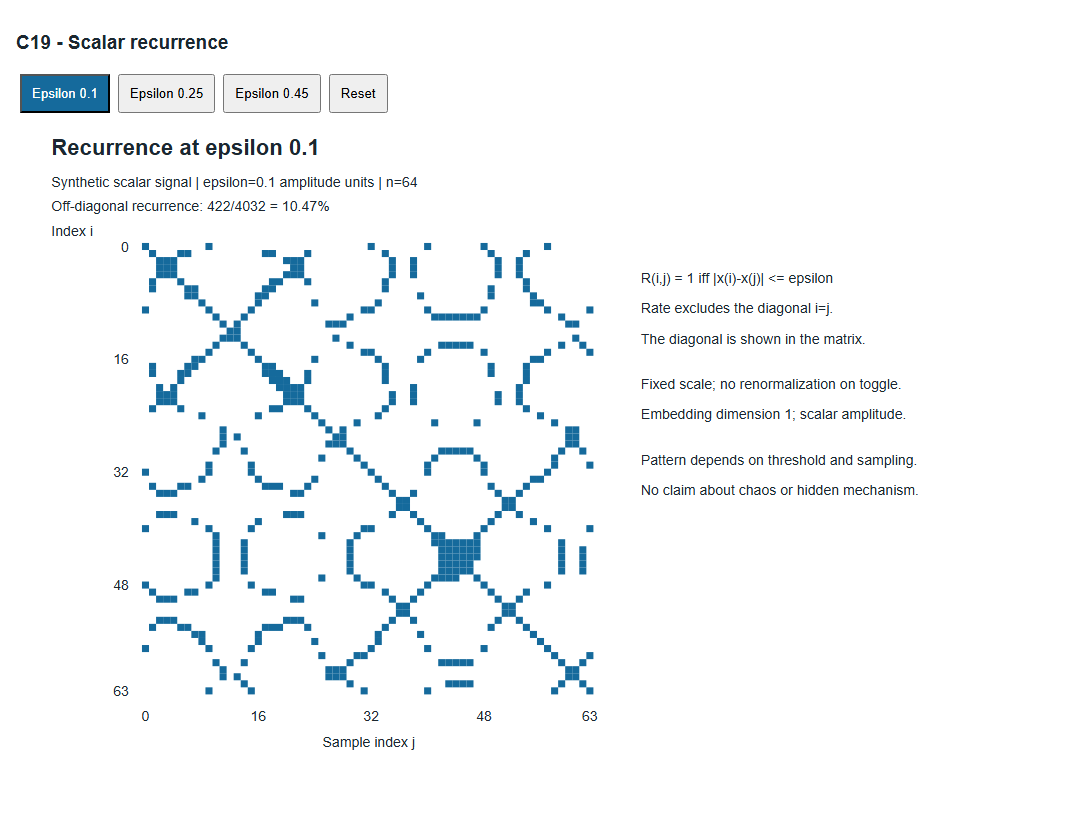 C19 - Scalar recurrence
Epsilon 0.1 Epsilon 0.25 Epsilon 0.45 Reset
Recurrence at epsilon 0.1
Synthetic scalar signal | epsilon=0.1 amplitude units | n=64
Off-diagonal recurrence: 422/4032 = 10.47%
Index i
0
16
32
48
63
0 16 32 48 63
Sample index j
R(i,j) = 1 iff |x(i)-x(j)| <= epsilon
Rate excludes the diagonal i=j.
The diagonal is shown in the matrix.
Fixed scale; no renormalization on toggle.
Embedding dimension 1; scalar amplitude.
Pattern depends on threshold and sampling.
No claim about chaos or hidden mechanism.